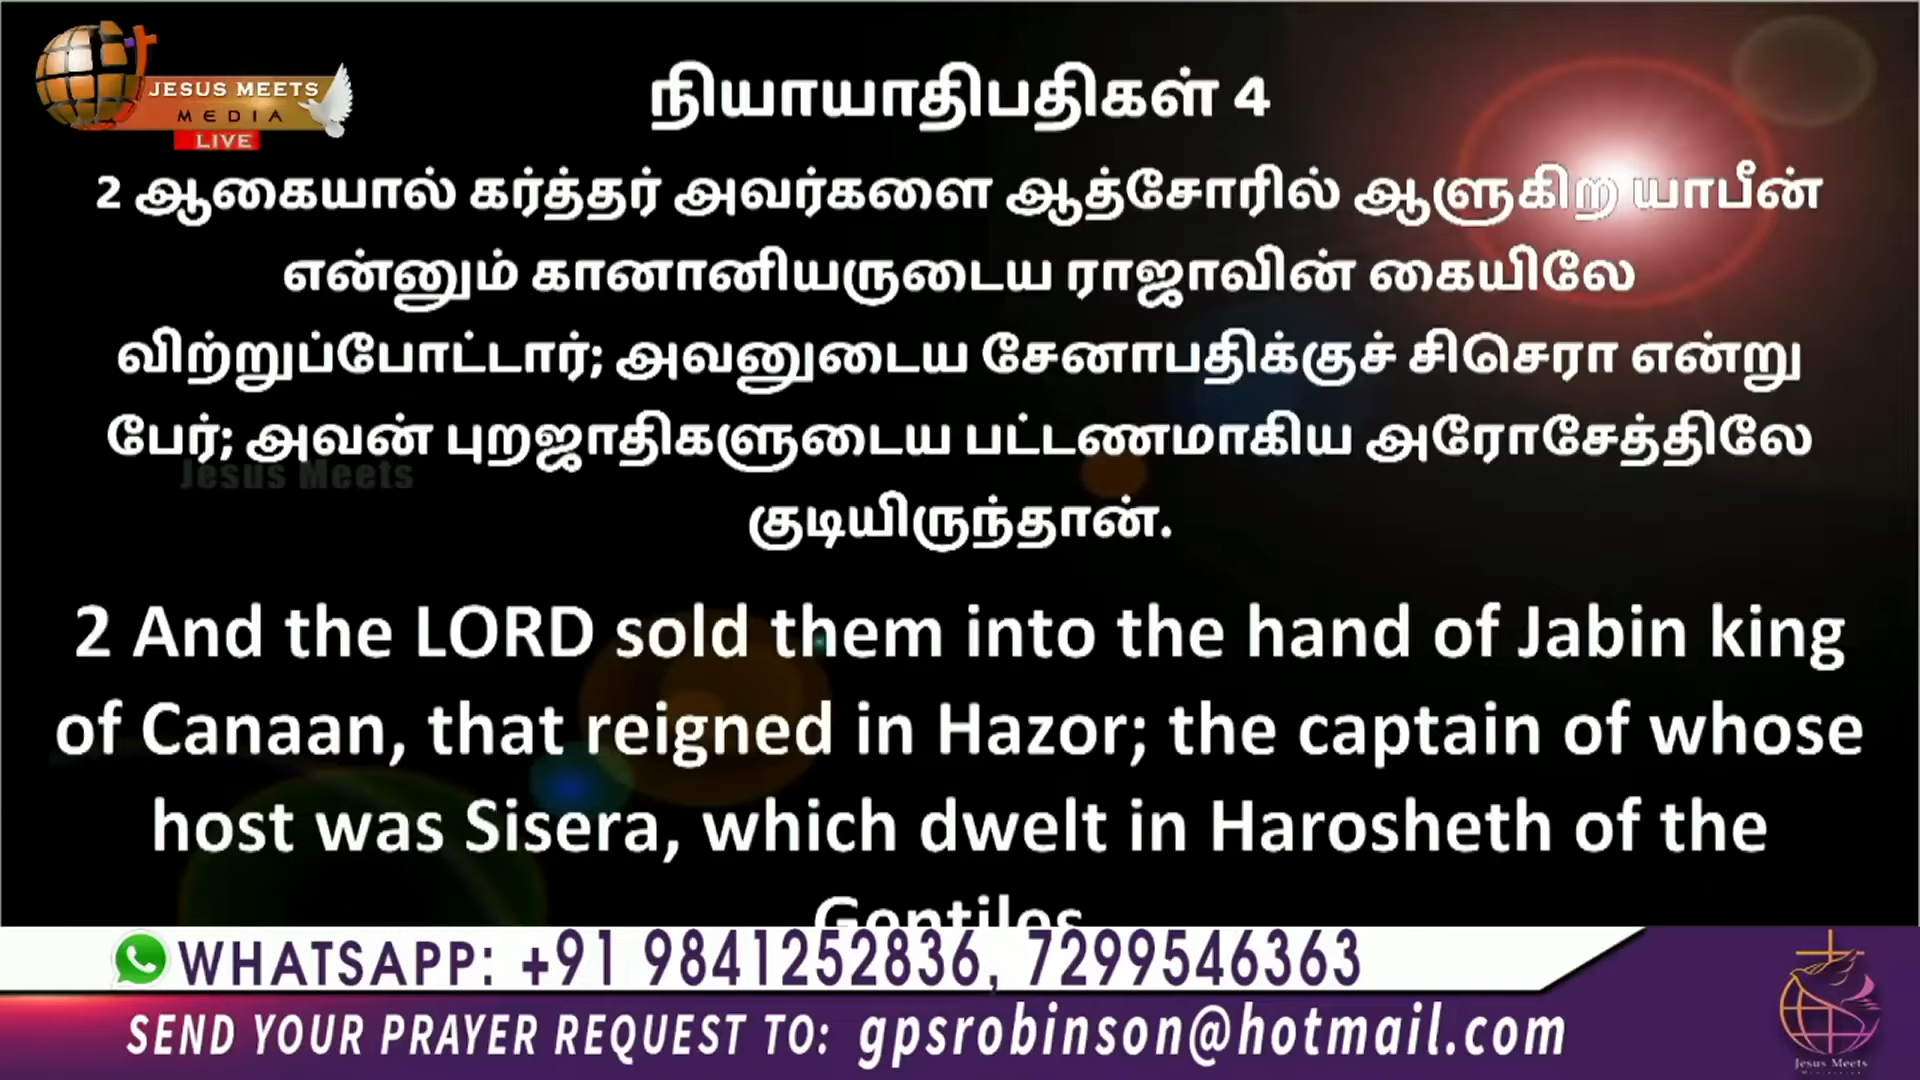 JESUS MEETS
MEDIA
LIVE
நியாயாதிபதிகள் 4
2 ஆகையால் கர்த்தர் அவர்களை ஆத்சோரில் ஆளுகிற யாபீன்
என்னும் கானானியருடைய ராஜாவின் கையிலே
விற்றுப்போட்டார்; அவனுடைய சேனாபதிக்குச் சிசெரா என்று
பேர்; அவன் புறஜாதிகளுடைய பட்டணமாகிய அரோசேத்திலே
Jesus Meets
குடியிருந்தான்.
2 And the LORD sold them into the hand of Jabin king
of Canaan, that reigned in Hazor; the captain of whose
host was Sisera, which dwelt in Harosheth of the
Gentiles
WHATSAPP: +91 9841252836, 7299546363
SEND YOUR PRAYER REQUEST TO: gpsrobinson@hotmail.com
Jesus Meets